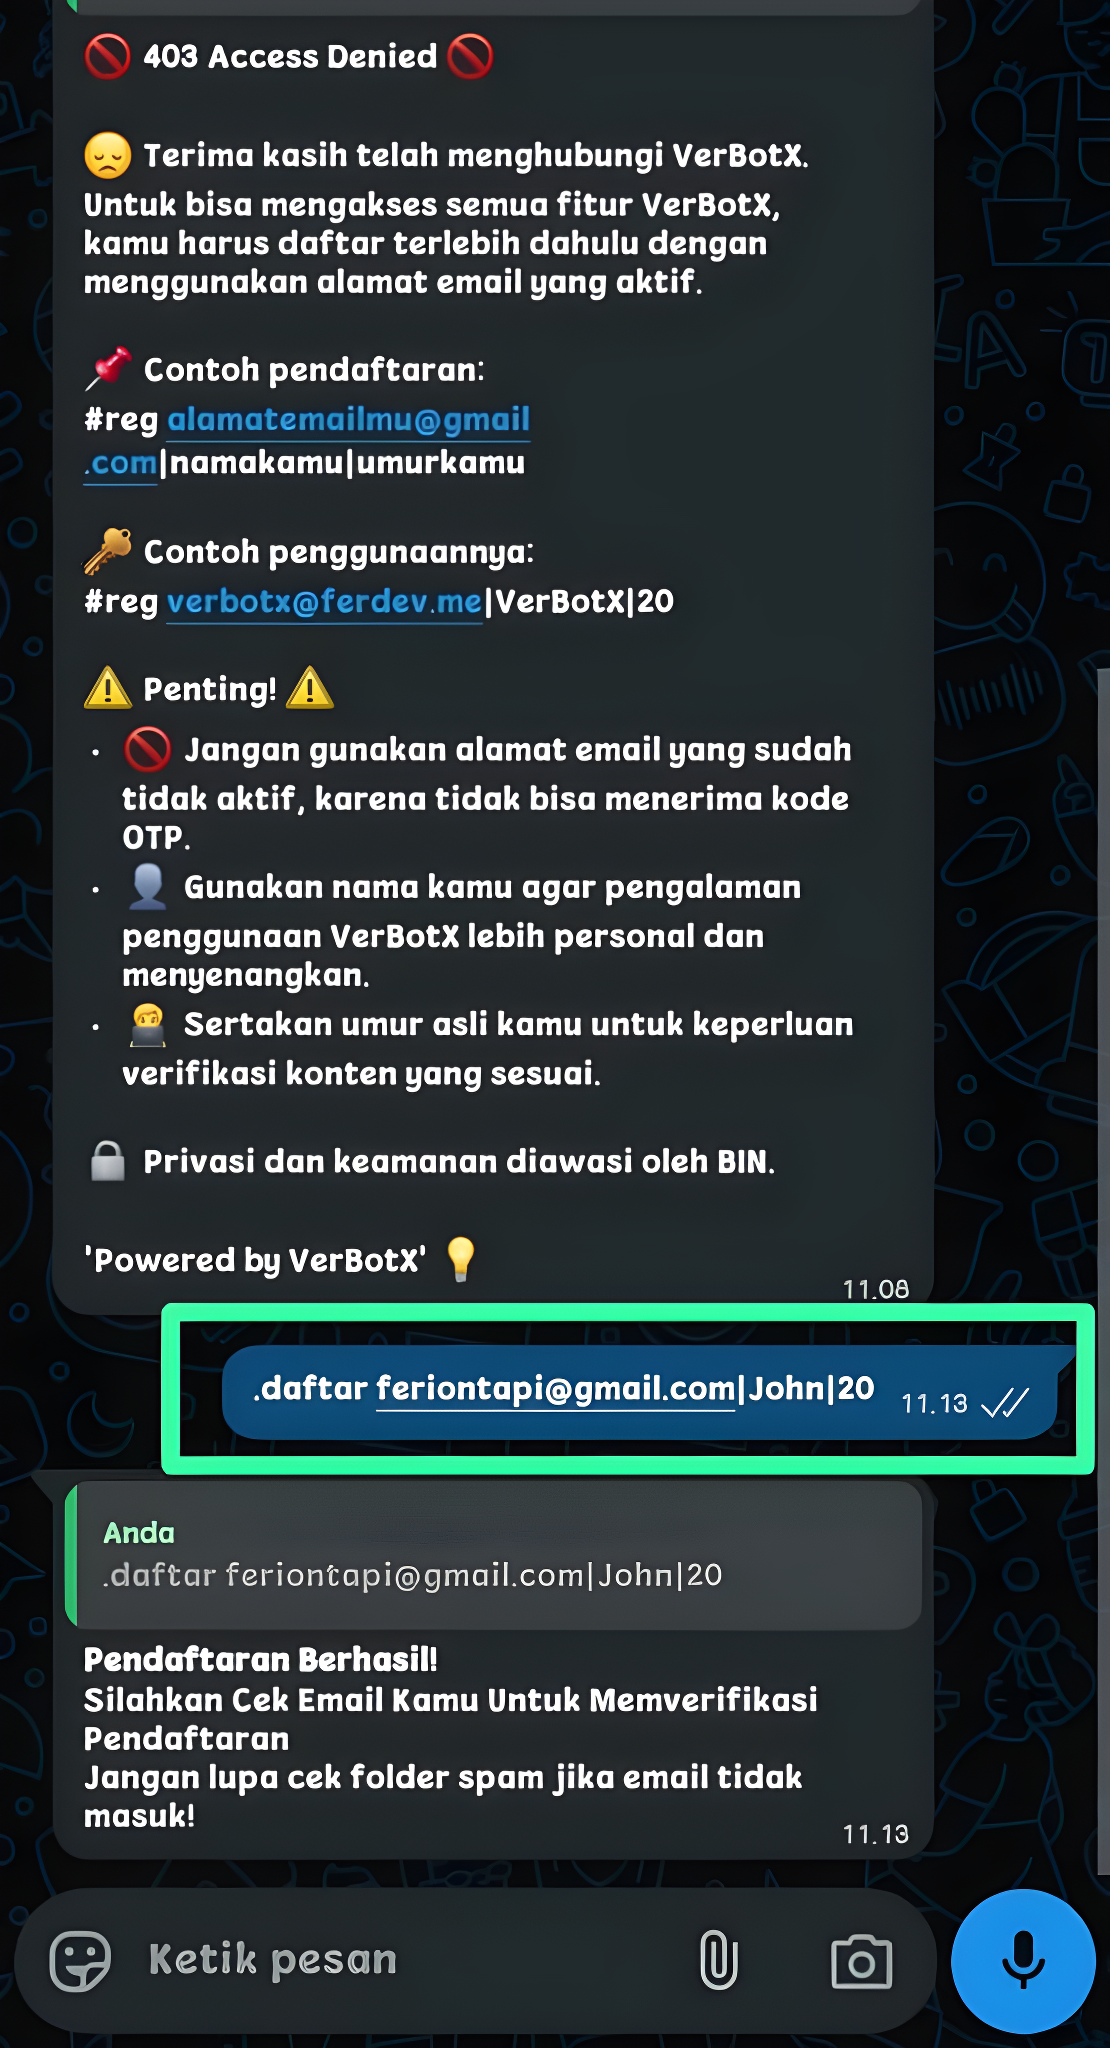 🚫 403 Access Denied 🚫
😞 Terima kasih telah menghubungi VerBotX.
Untuk bisa mengakses semua fitur VerBotX,
kamu harus daftar terlebih dahulu dengan
menggunakan alamat email yang aktif.
📌 Contoh pendaftaran:
#reg alamatemailmu@gmail
.com|namakamu|umurkamu
🔑 Contoh penggunaannya:
#reg verbotx@ferdev.me|VerBotX|20
⚠️ Penting! ⚠️
• 🚫 Jangan gunakan alamat email yang sudah
tidak aktif, karena tidak bisa menerima kode
OTP.
• 👤 Gunakan nama kamu agar pengalaman
penggunaan VerBotX lebih personal dan
menyenangkan.
• 👨‍💻 Sertakan umur asli kamu untuk keperluan
verifikasi konten yang sesuai.
🔒 Privasi dan keamanan diawasi oleh BIN.
'Powered by VerBotX' 💡
11.08
.daftar feriontapi@gmail.com|John|20 11.13
Anda
.daftar feriontapi@gmail.com|John|20
Pendaftaran Berhasil!
Silahkan Cek Email Kamu Untuk Memverifikasi
Pendaftaran
Jangan lupa cek folder spam jika email tidak
masuk!
11.13
Ketik pesan